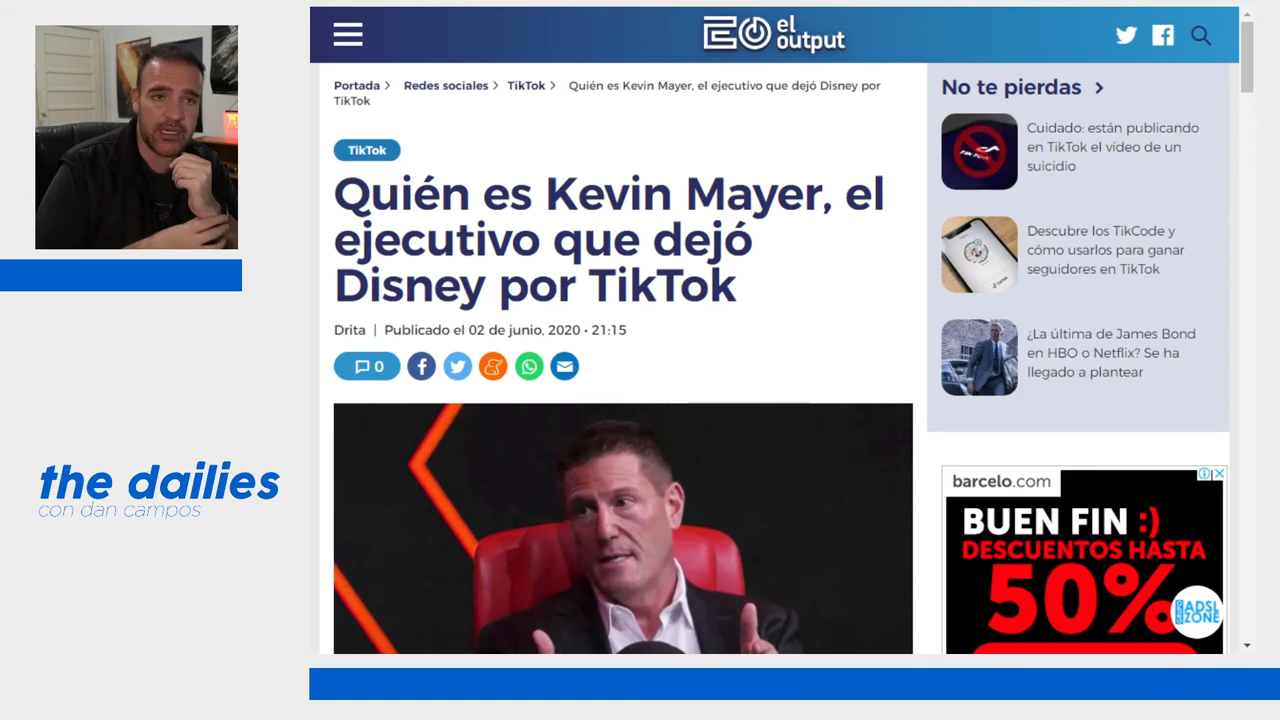 el
output
Portada > Redes sociales > TikTok > Quién es Kevin Mayer, el ejecutivo que dejó Disney por
TikTok
TikTok
Quién es Kevin Mayer, el
ejecutivo que dejó
Disney por TikTok
Drita | Publicado el 02 de junio, 2020 • 21:15
0
No te pierdas >
Cuidado: están publicando
en TikTok el vídeo de un
suicidio
Descubre los TikCode y
cómo usarlos para ganar
seguidores en TikTok
¿La última de James Bond
en HBO o Netflix? Se ha
llegado a plantear
barcelo.com
BUEN FIN :)
DESCUENTOS HASTA
50%
ADSL
ZONE
the dailies
con dan campos